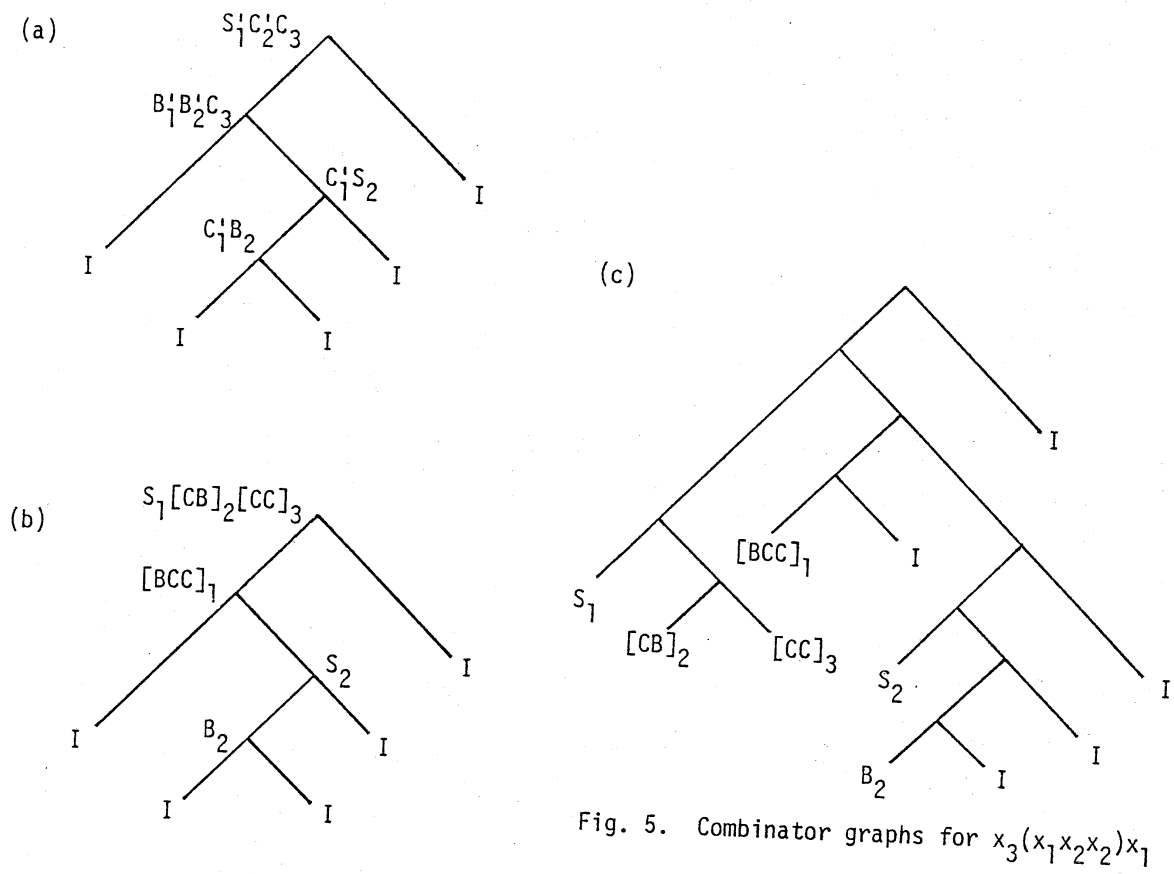 (a)
S'₁C'₂C₃
B'₁B'₂C₃
C'₁S₂
I
C'₁B₂
I
I
I
I
(b)
S₁[CB]₂[CC]₃
[BCC]₁
S₂
I
I
B₂
I
I
I
(c)
I
[BCC]₁
I
S₁
[CB]₂
[CC]₃
S₂
I
I
B₂
I
Fig. 5. Combinator graphs for x₃(x₁x₂x₂)x₁